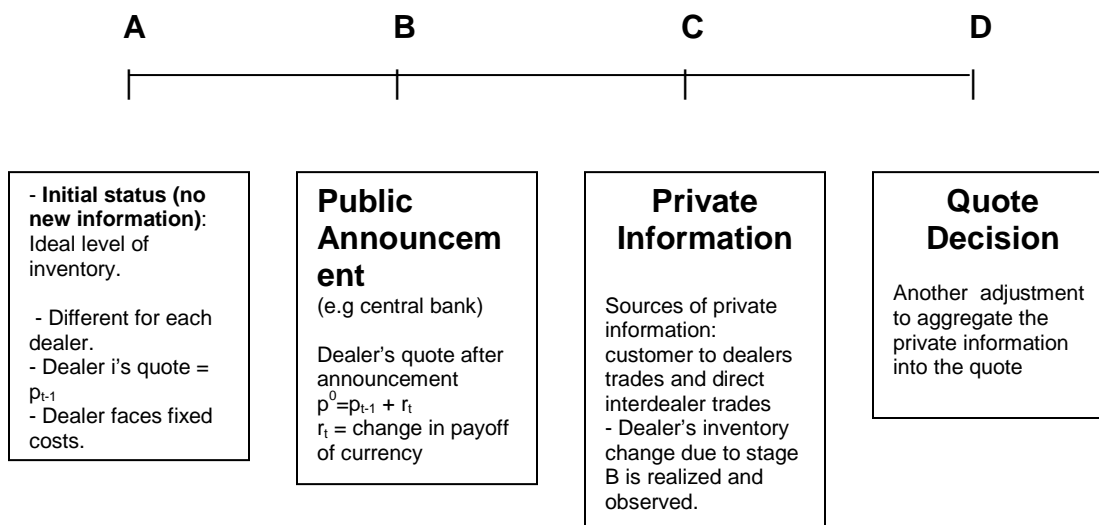 A
B
C
D
- Initial status (no
new information):
Ideal level of
inventory.
- Different for each
dealer.
- Dealer i's quote =
pt-1
- Dealer faces fixed
costs.
Public
Announcem
ent
(e.g central bank)
Dealer's quote after
announcement
p0=pt-1 + rt
rt = change in payoff
of currency
Private
Information
Sources of private
information:
customer to dealers
trades and direct
interdealer trades
- Dealer's inventory
change due to stage
B is realized and
observed.
Quote
Decision
Another adjustment
to aggregate the
private information
into the quote